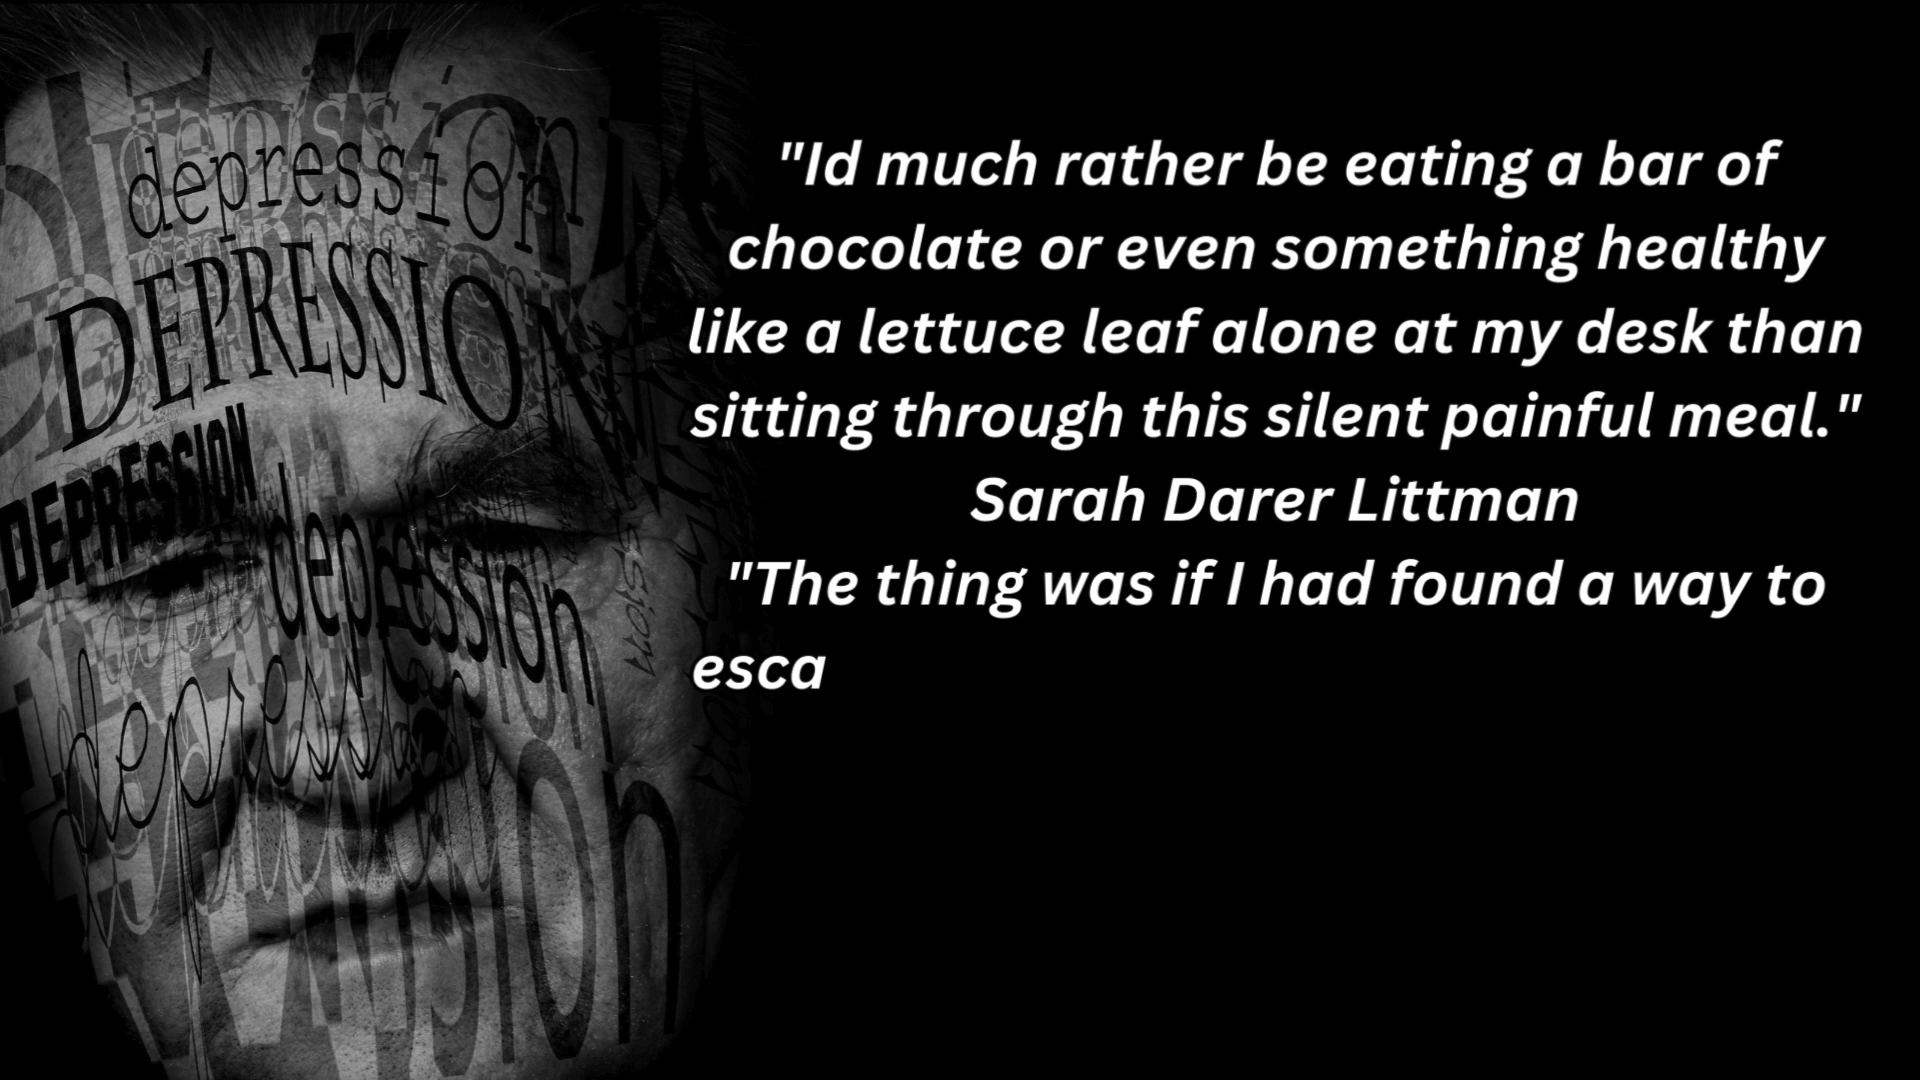 depression
DEPRESSION
DEPRESSION
depression
depression
"Id much rather be eating a bar of
chocolate or even something healthy
like a lettuce leaf alone at my desk than
sitting through this silent painful meal."
Sarah Darer Littman
"The thing was if I had found a way to
esca